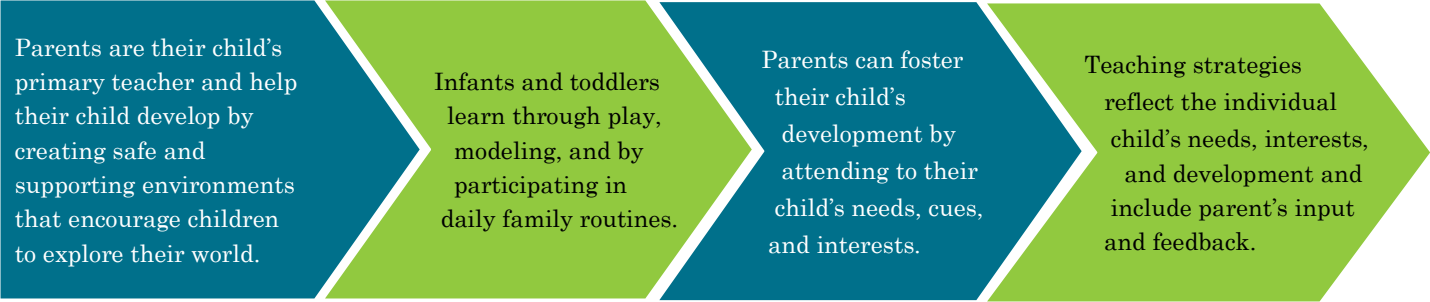 Parents are their child's
primary teacher and help
their child develop by
creating safe and
supporting environments
that encourage children
to explore their world.
Infants and toddlers
learn through play,
modeling, and by
participating in
daily family routines.
Parents can foster
their child's
development by
attending to their
child's needs, cues,
and interests.
Teaching strategies
reflect the individual
child's needs, interests,
and development and
include parent's input
and feedback.